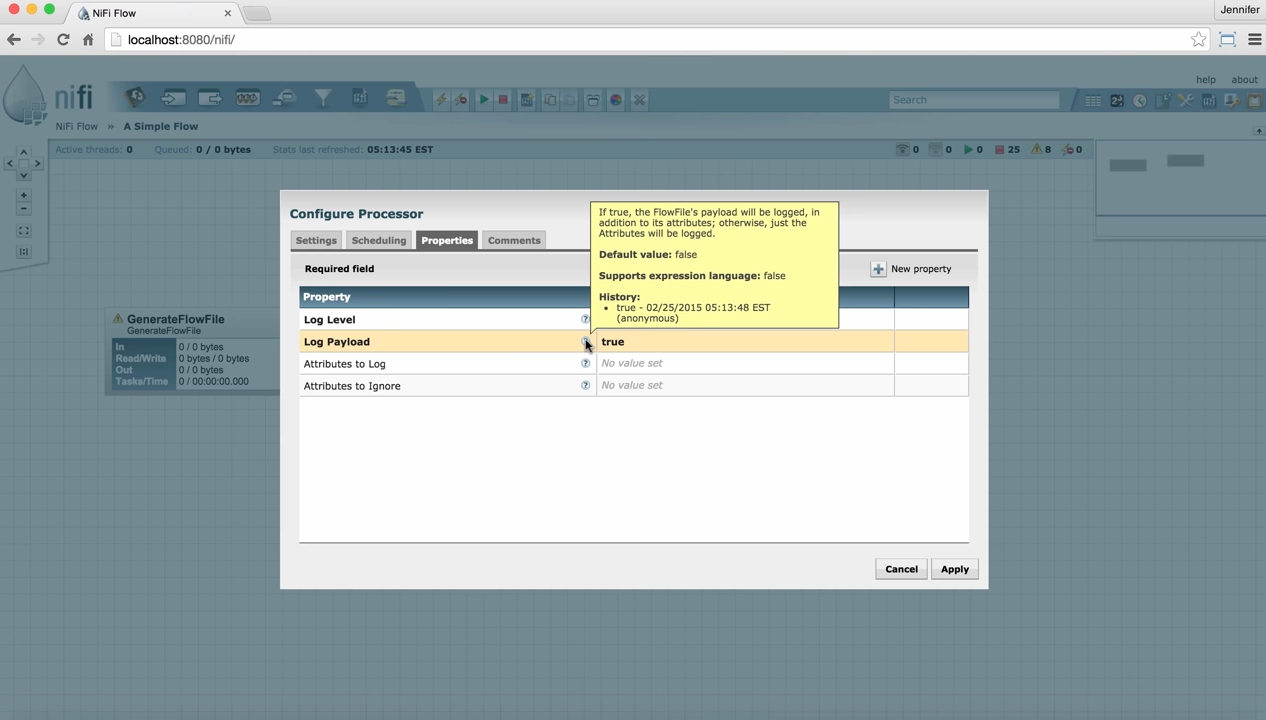 NiFi Flow
Jennifer
localhost:8080/nifi/
help about
nifi
Search
NiFi Flow » A Simple Flow
Active threads: 0 Queued: 0 / 0 bytes Stats last refreshed: 05:13:45 EST 0 0 0 25 8 0
Configure Processor
Settings Scheduling Properties Comments
Required field
New property
If true, the FlowFile's payload will be logged, in
addition to its attributes; otherwise, just the
Attributes will be logged.
Default value: false
Supports expression language: false
History:
• true - 02/25/2015 05:13:48 EST
(anonymous)
Property
Log Level ?
Log Payload true
Attributes to Log ? No value set
Attributes to Ignore ? No value set
GenerateFlowFile
GenerateFlowFile
In 0 / 0 bytes
Read/Write 0 bytes / 0 bytes
Out 0 / 0 bytes
Tasks/Time 0 / 00:00:00.000
Cancel Apply